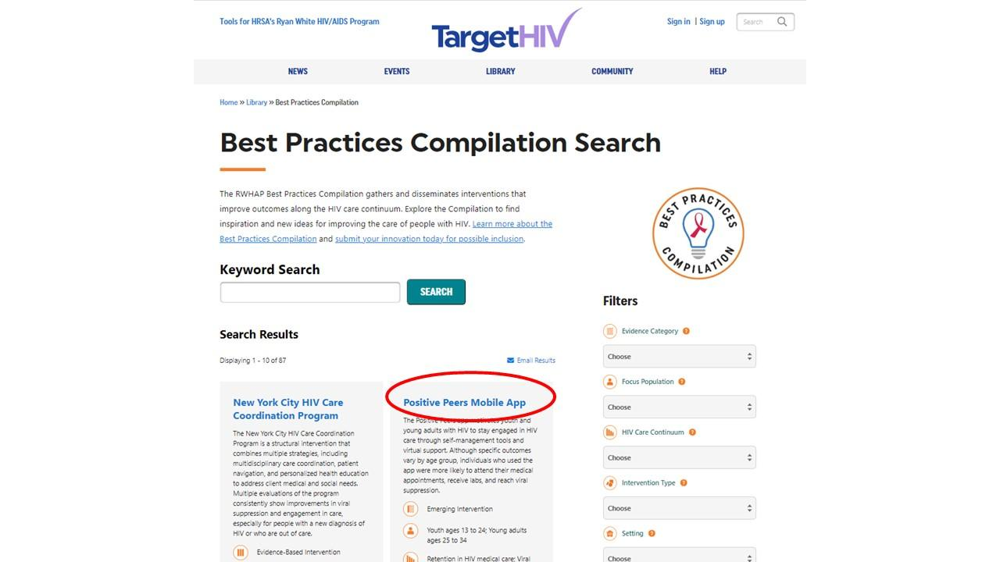 Tools for HRSA's Ryan White HIV/AIDS Program
TargetHIV
Sign in | Sign up
Search
NEWS
EVENTS
LIBRARY
COMMUNITY
HELP
Home » Library » Best Practices Compilation
Best Practices Compilation Search
The RWHAP Best Practices Compilation gathers and disseminates interventions that
improve outcomes along the HIV care continuum. Explore the Compilation to find
inspiration and new ideas for improving the care of people with HIV. Learn more about the
Best Practices Compilation and submit your innovation today for possible inclusion.
BEST PRACTICES
COMPILATION
Keyword Search
SEARCH
Search Results
Displaying 1 - 10 of 87
Email Results
New York City HIV Care
Coordination Program
The New York City HIV Care Coordination
Program is a structural intervention that
combines multiple strategies, including
multidisciplinary care coordination, patient
navigation, and personalized health education
to address client medical and social needs.
Multiple evaluations of the program
consistently show improvements in viral
suppression and engagement in care,
especially for people with a new diagnosis of
HIV or who are out of care.
Evidence-Based Intervention
Positive Peers Mobile App
The Positive Peers app motivates youth and
young adults with HIV to stay engaged in HIV
care through self-management tools and
virtual support. Although specific outcomes
vary by age group, individuals who used the
app were more likely to attend their medical
appointments, receive labs, and reach viral
suppression.
Emerging Intervention
Youth ages 13 to 24; Young adults
ages 25 to 34
Retention in HIV medical care; Viral
Filters
Evidence Category ?
Choose
Focus Population ?
Choose
HIV Care Continuum ?
Choose
Intervention Type ?
Choose
Setting ?
Choose